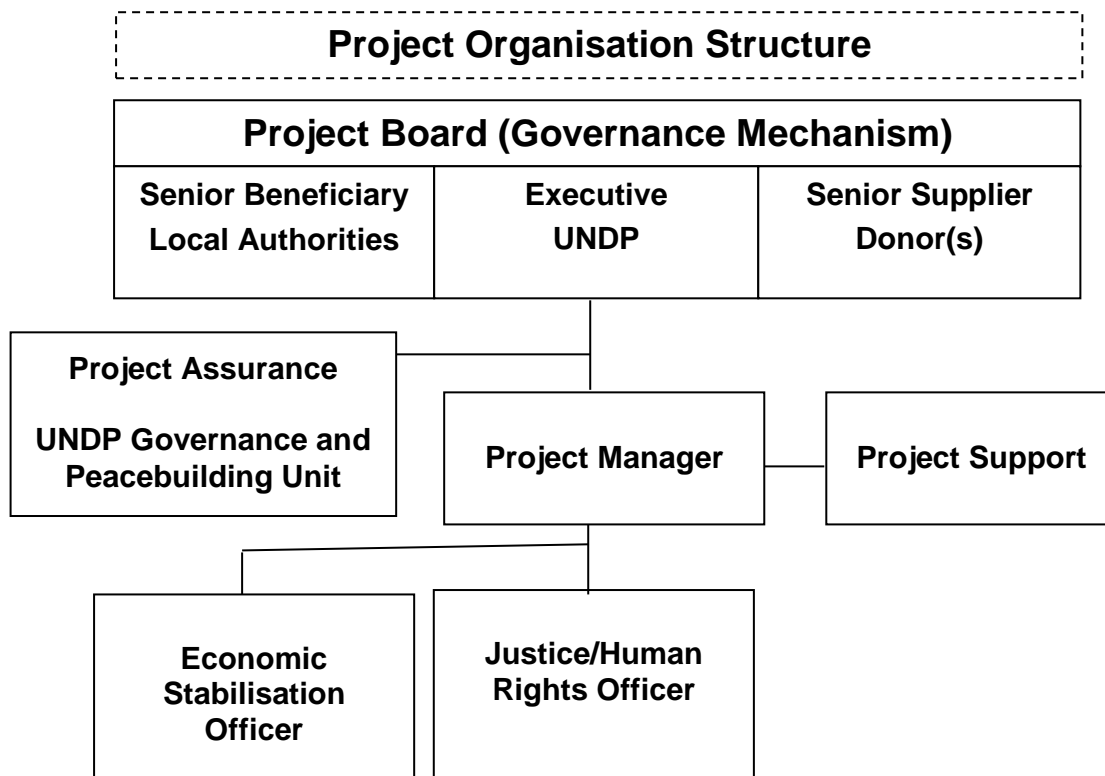 Project Organisation Structure
Project Board (Governance Mechanism)
Senior Beneficiary
Local Authorities
Executive
UNDP
Senior Supplier
Donor(s)
Project Assurance
UNDP Governance and
Peacebuilding Unit
Project Manager
Project Support
Economic
Stabilisation
Officer
Justice/Human
Rights Officer